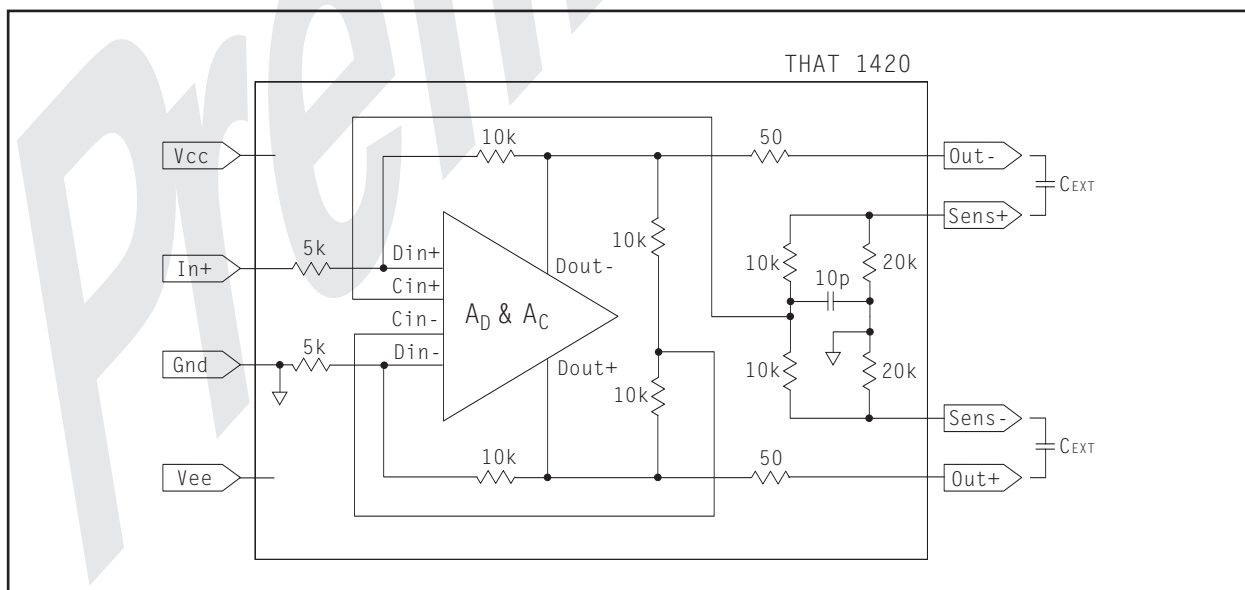 THAT 1420
Vcc
10k
50
Out-
CEXT
Sens+
5k
In+
Din+
Cin+
Cin-
Din-
Dout-
AD & AC
Dout+
10k
10k
10k
10p
20k
5k
Gnd
10k
20k
Sens-
CEXT
Vee
10k
50
Out+